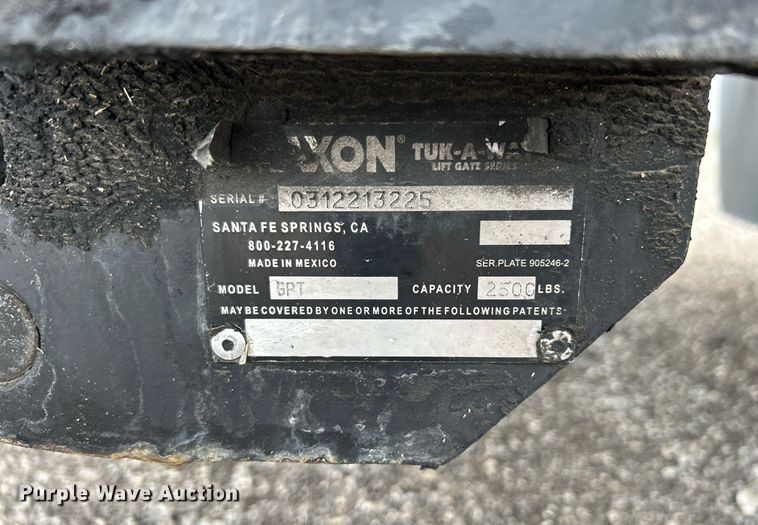 AXON® TUK-A-WA
LIFT GATE SERIES
SERIAL # 0312213225
SANTA FE SPRINGS, CA
800-227-4116
MADE IN MEXICO SER.PLATE 905246-2
MODEL GPT CAPACITY 2500 LBS.
MAY BE COVERED BY ONE OR MORE OF THE FOLLOWING PATENTS:
Purple Wave Auction